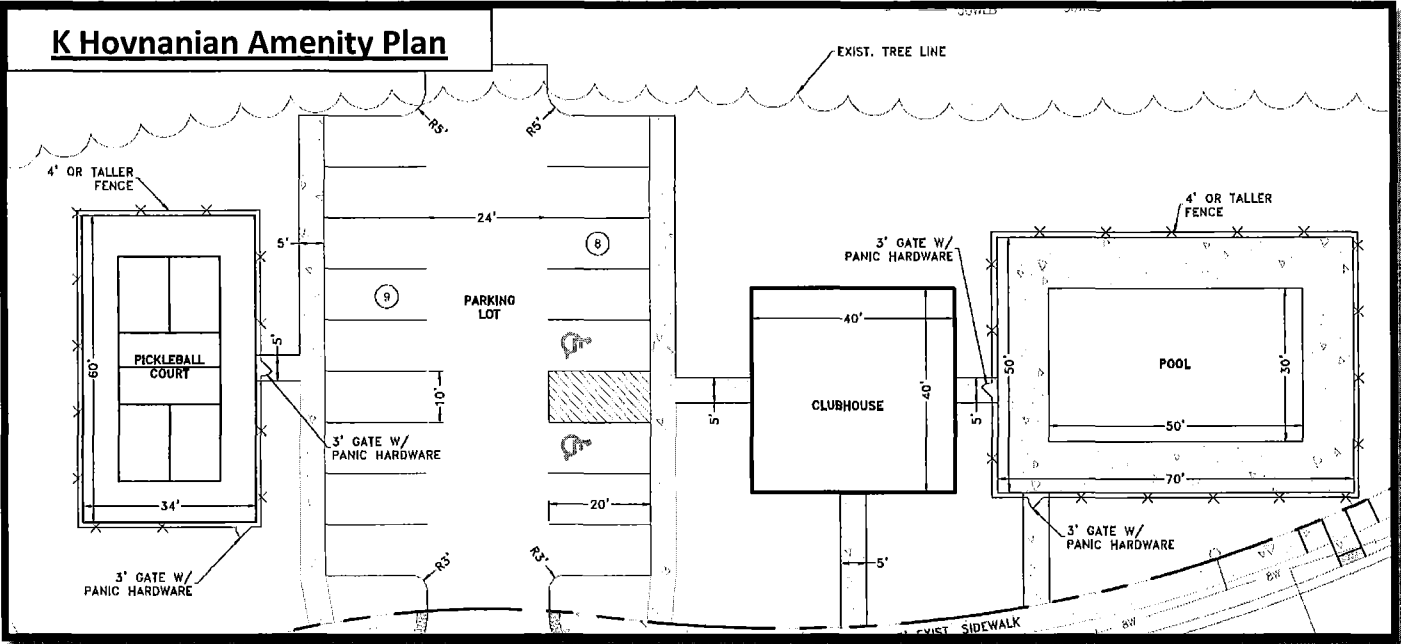 K Hovnanian Amenity Plan
EXIST. TREE LINE
R5'
R5'
4' OR TALLER
FENCE
24'
5'
8
9
PARKING
LOT
4' OR TALLER
FENCE
3' GATE W/
PANIC HARDWARE
40'
40'
CLUBHOUSE
5'
5'
5'
PICKLEBALL
COURT
60'
34'
5'
10'
20'
3' GATE W/
PANIC HARDWARE
3' GATE W/
PANIC HARDWARE
R3'
R3'
POOL
50'
30'
50'
70'
3' GATE W/
PANIC HARDWARE
EXIST SIDEWALK
BW
BW